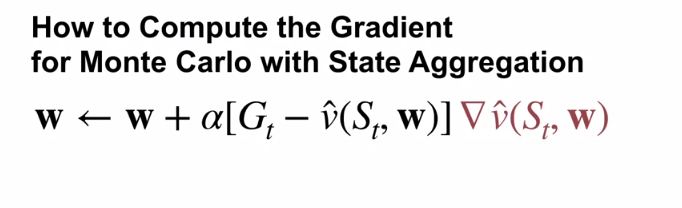 How to Compute the Gradient
for Monte Carlo with State Aggregation
w ← w + α[Gₜ − v̂(Sₜ, w)] ∇ v̂(Sₜ, w)